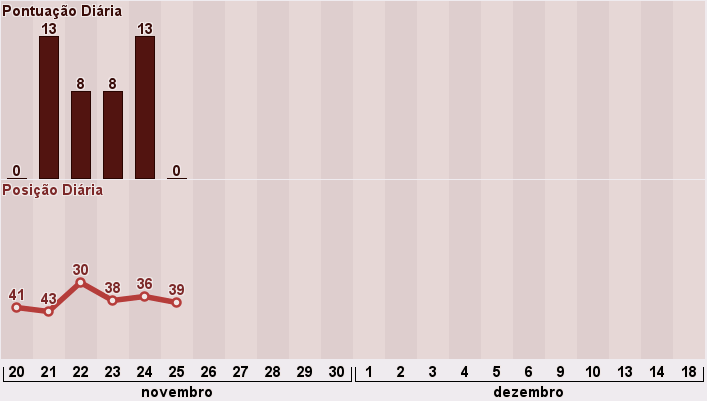 Pontuação Diária
13 13
8 8
0 0
Posição Diária
41 43 30 38 36 39
20 21 22 23 24 25 26 27 28 29 30 1 2 3 4 5 6 9 10 13 14 18
novembro dezembro